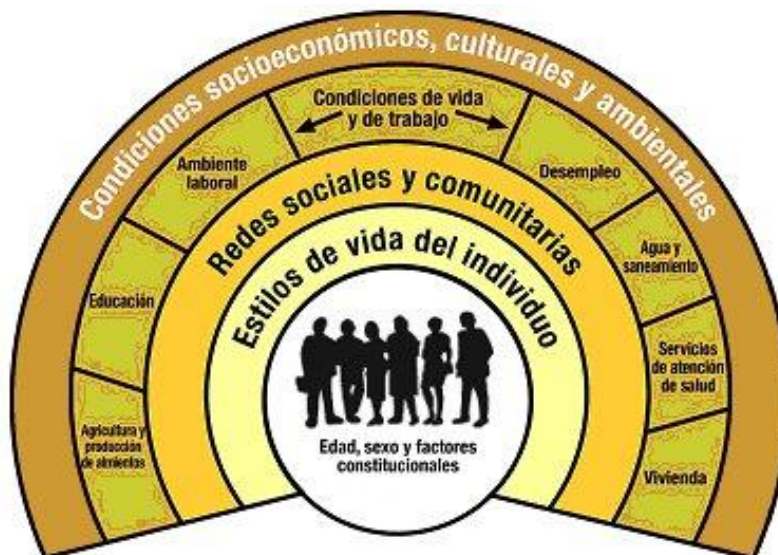 Condiciones socioeconómicos, culturales y ambientales
Condiciones de vida
y de trabajo
Ambiente
laboral
Desempleo
Educación
Agua y
saneamiento
Agricultura y
producción
de almientos
Servicios
de atención
de salud
Vivienda
Redes sociales y comunitarias
Estilos de vida del individuo
Edad, sexo y factores
constitucionales